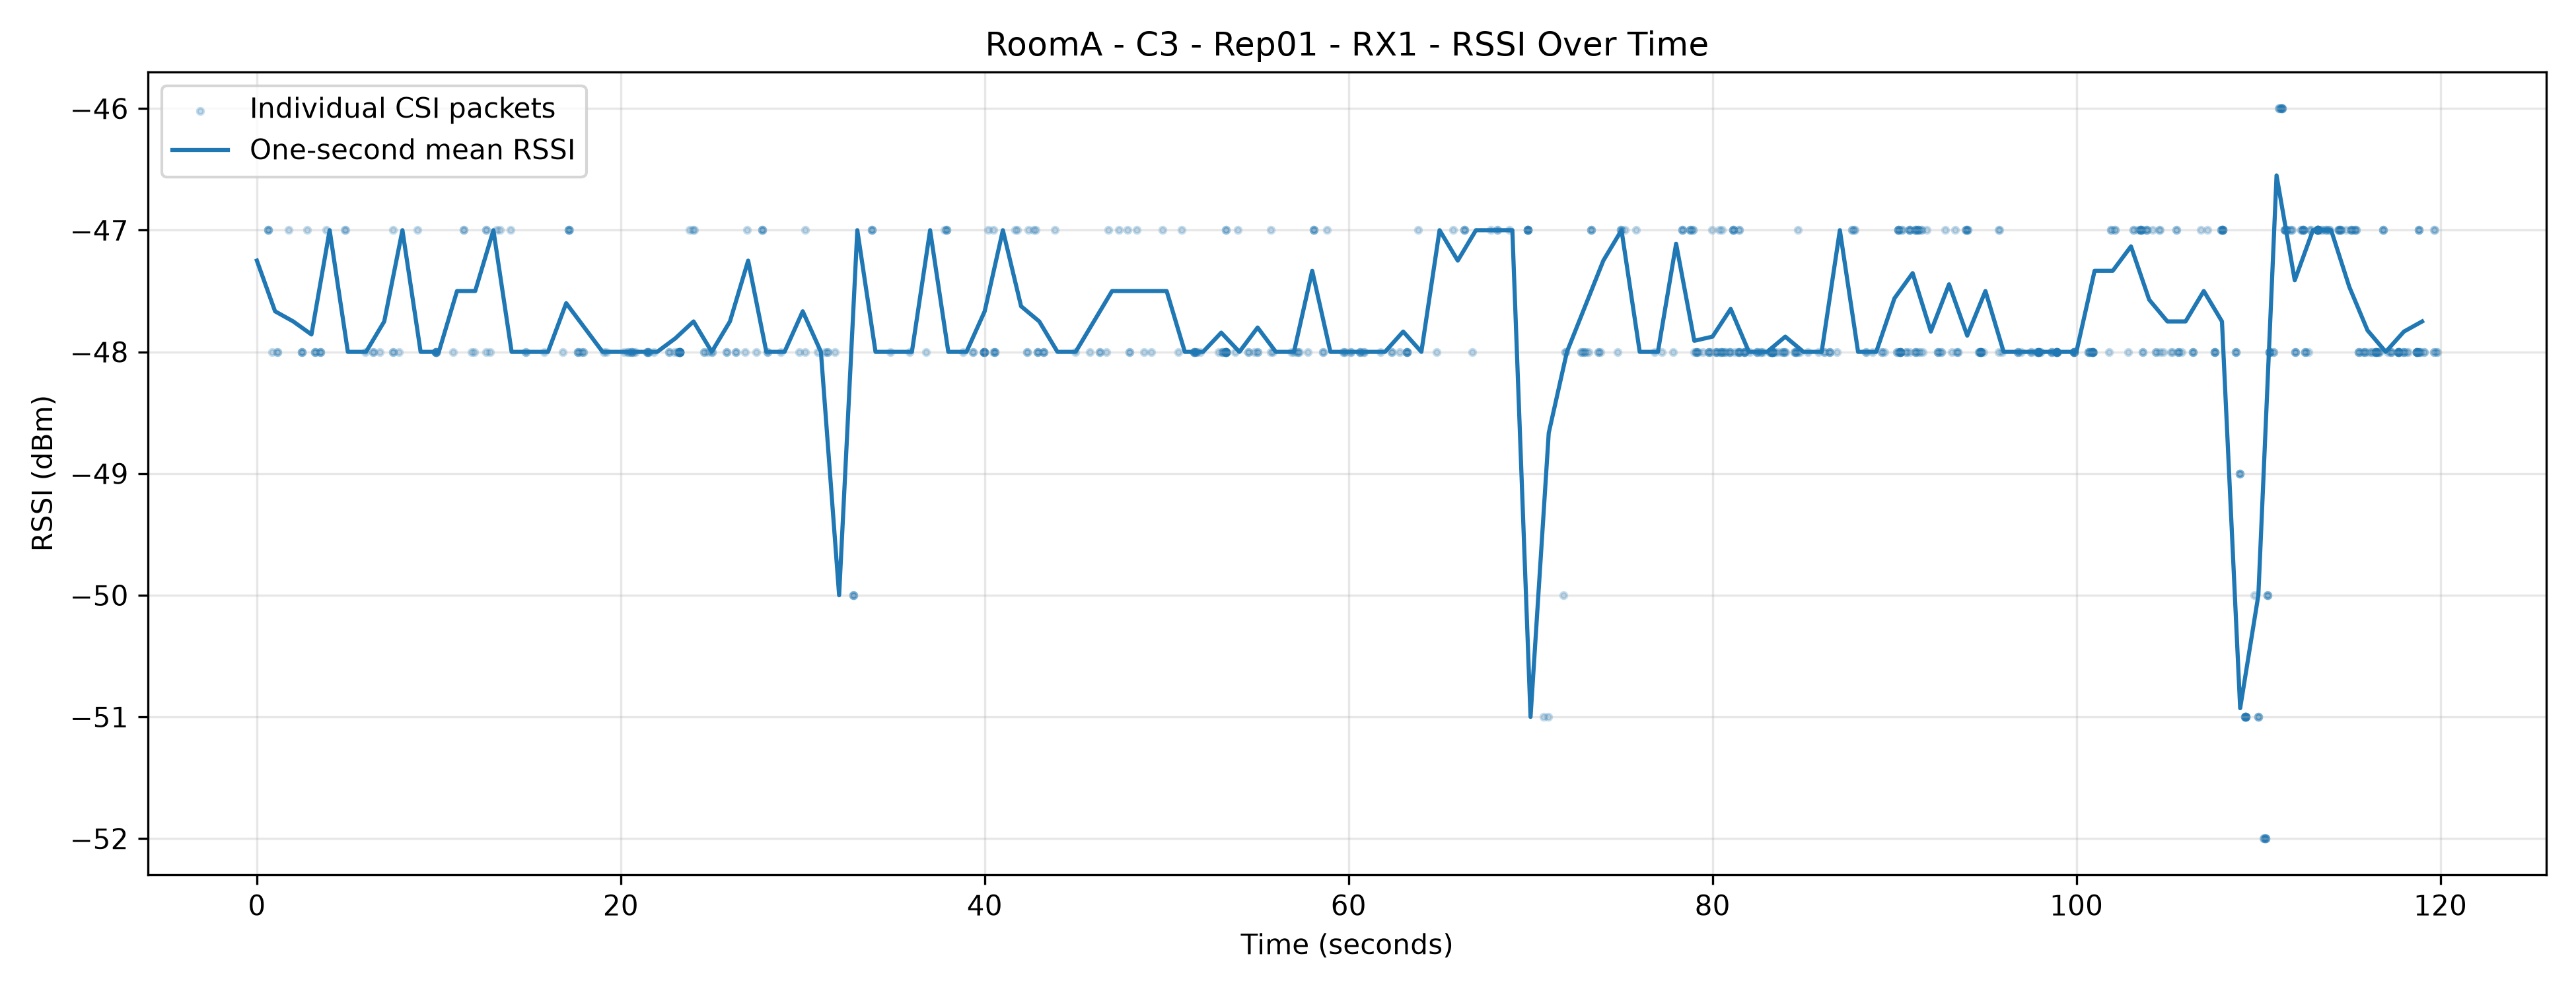 RoomA - C3 - Rep01 - RX1 - RSSI Over Time
Individual CSI packets
One-second mean RSSI
−46
−47
−48
−49
−50
−51
−52
RSSI (dBm)
0 20 40 60 80 100 120
Time (seconds)